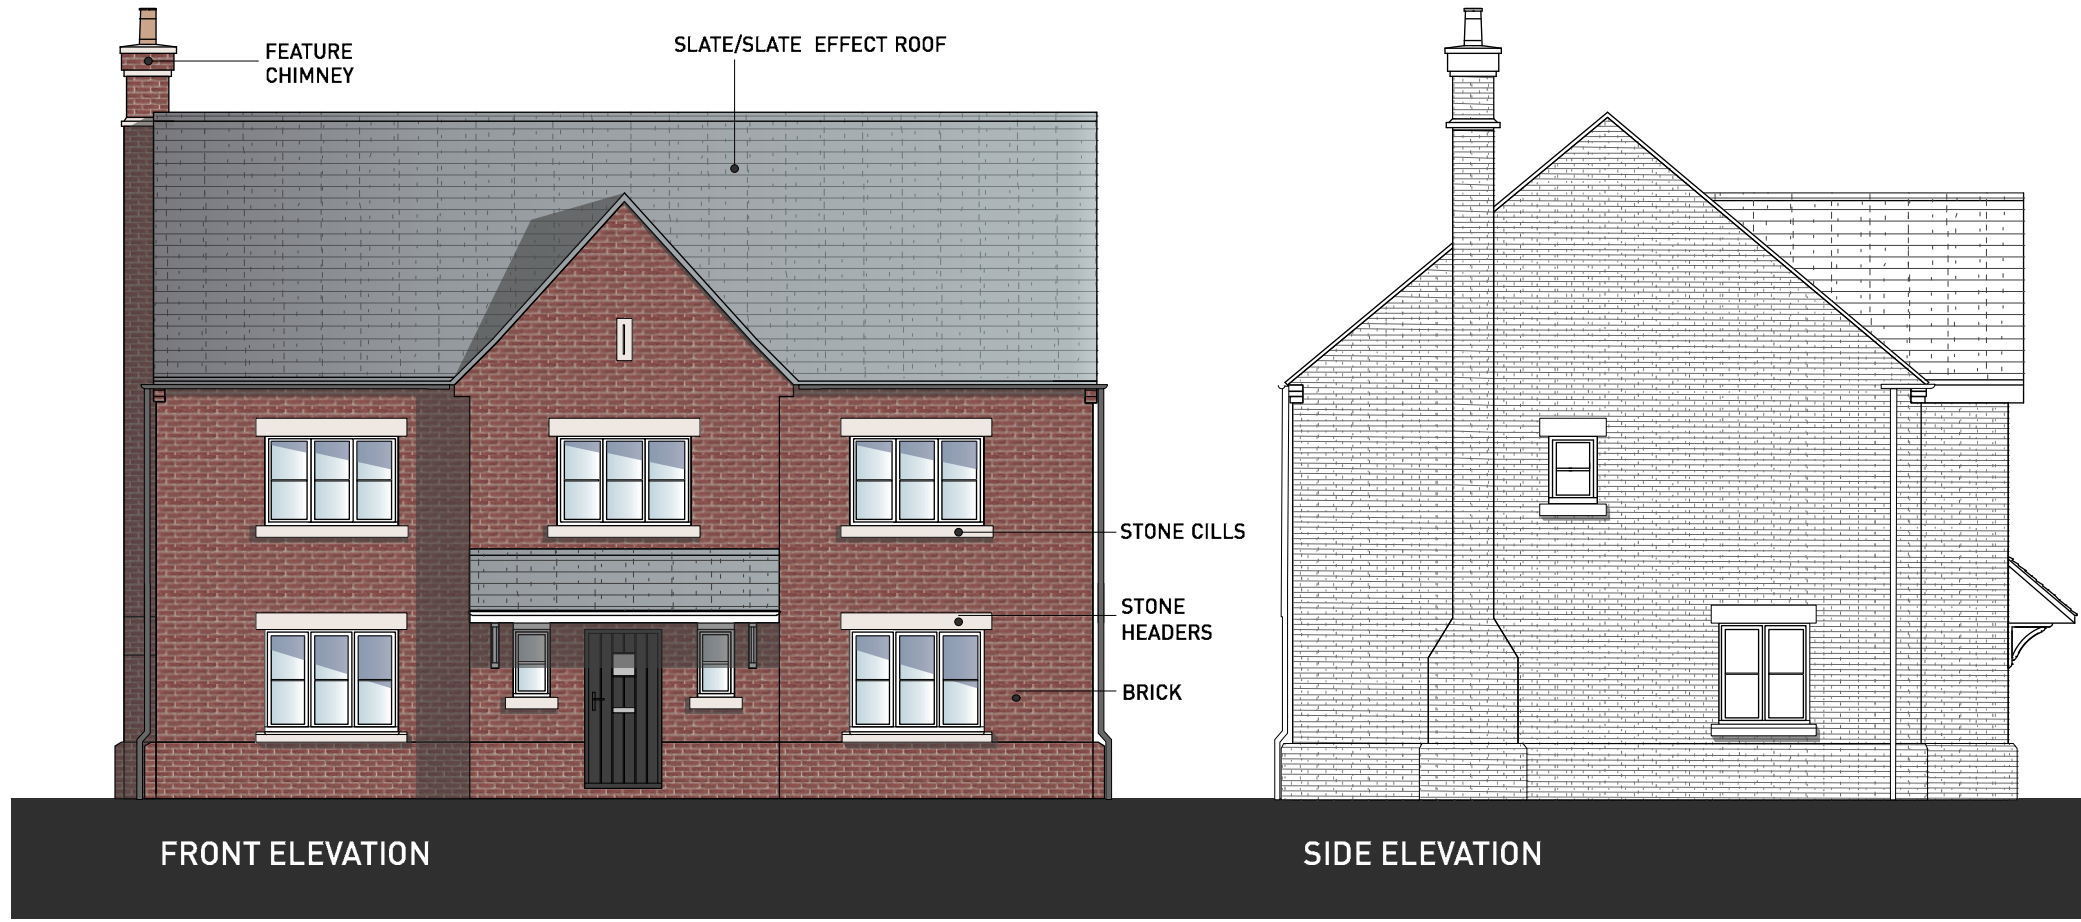 FEATURE
CHIMNEY
SLATE/SLATE EFFECT ROOF
STONE CILLS
STONE
HEADERS
BRICK
FRONT ELEVATION
SIDE ELEVATION